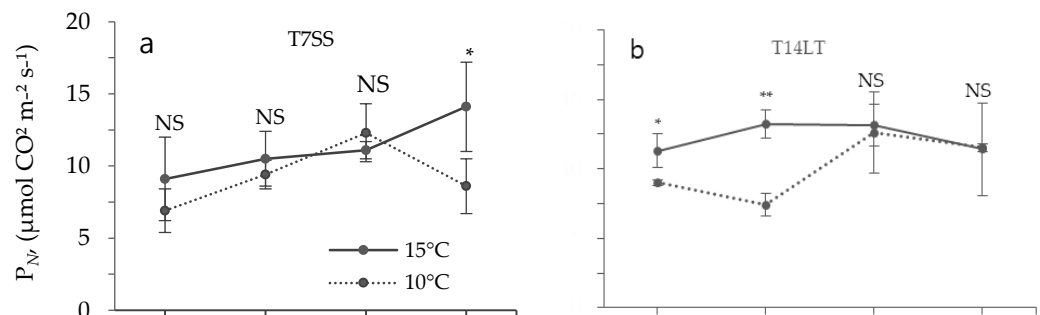 20
15
10
5
0
P_N, (µmol CO² m-² s-¹)
a
T7SS
NS
NS
NS
*
15°C
10°C
b
T14LT
*
**
NS
NS